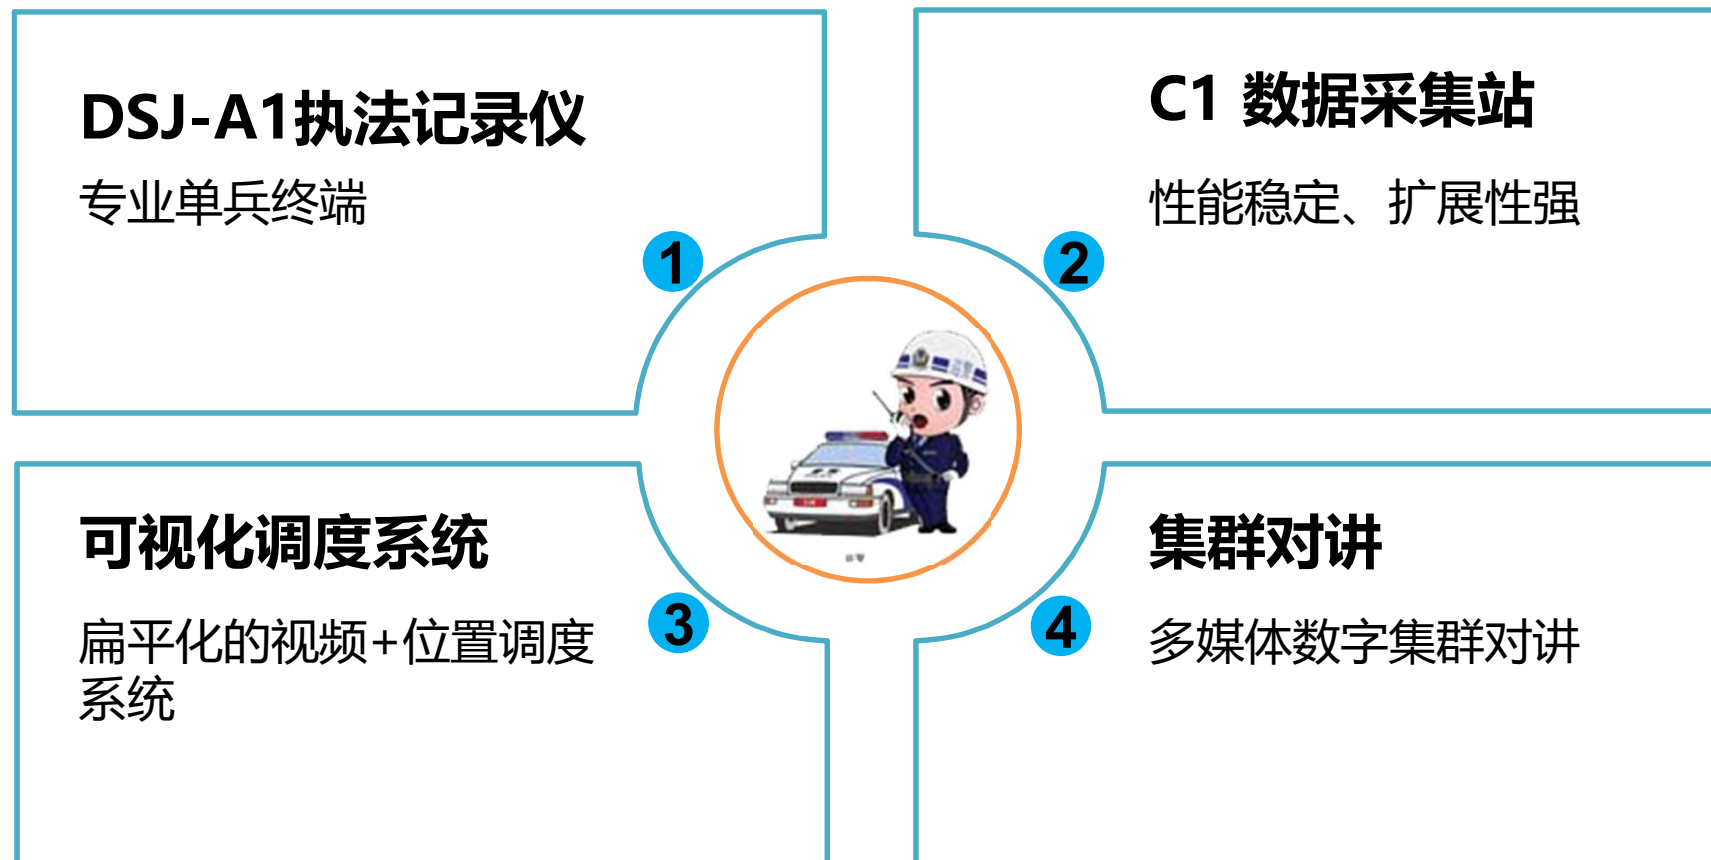 DSJ-A1执法记录仪
专业单兵终端
1
C1 数据采集站
性能稳定、扩展性强
2
可视化调度系统
扁平化的视频+位置调度
系统
3
集群对讲
多媒体数字集群对讲
4